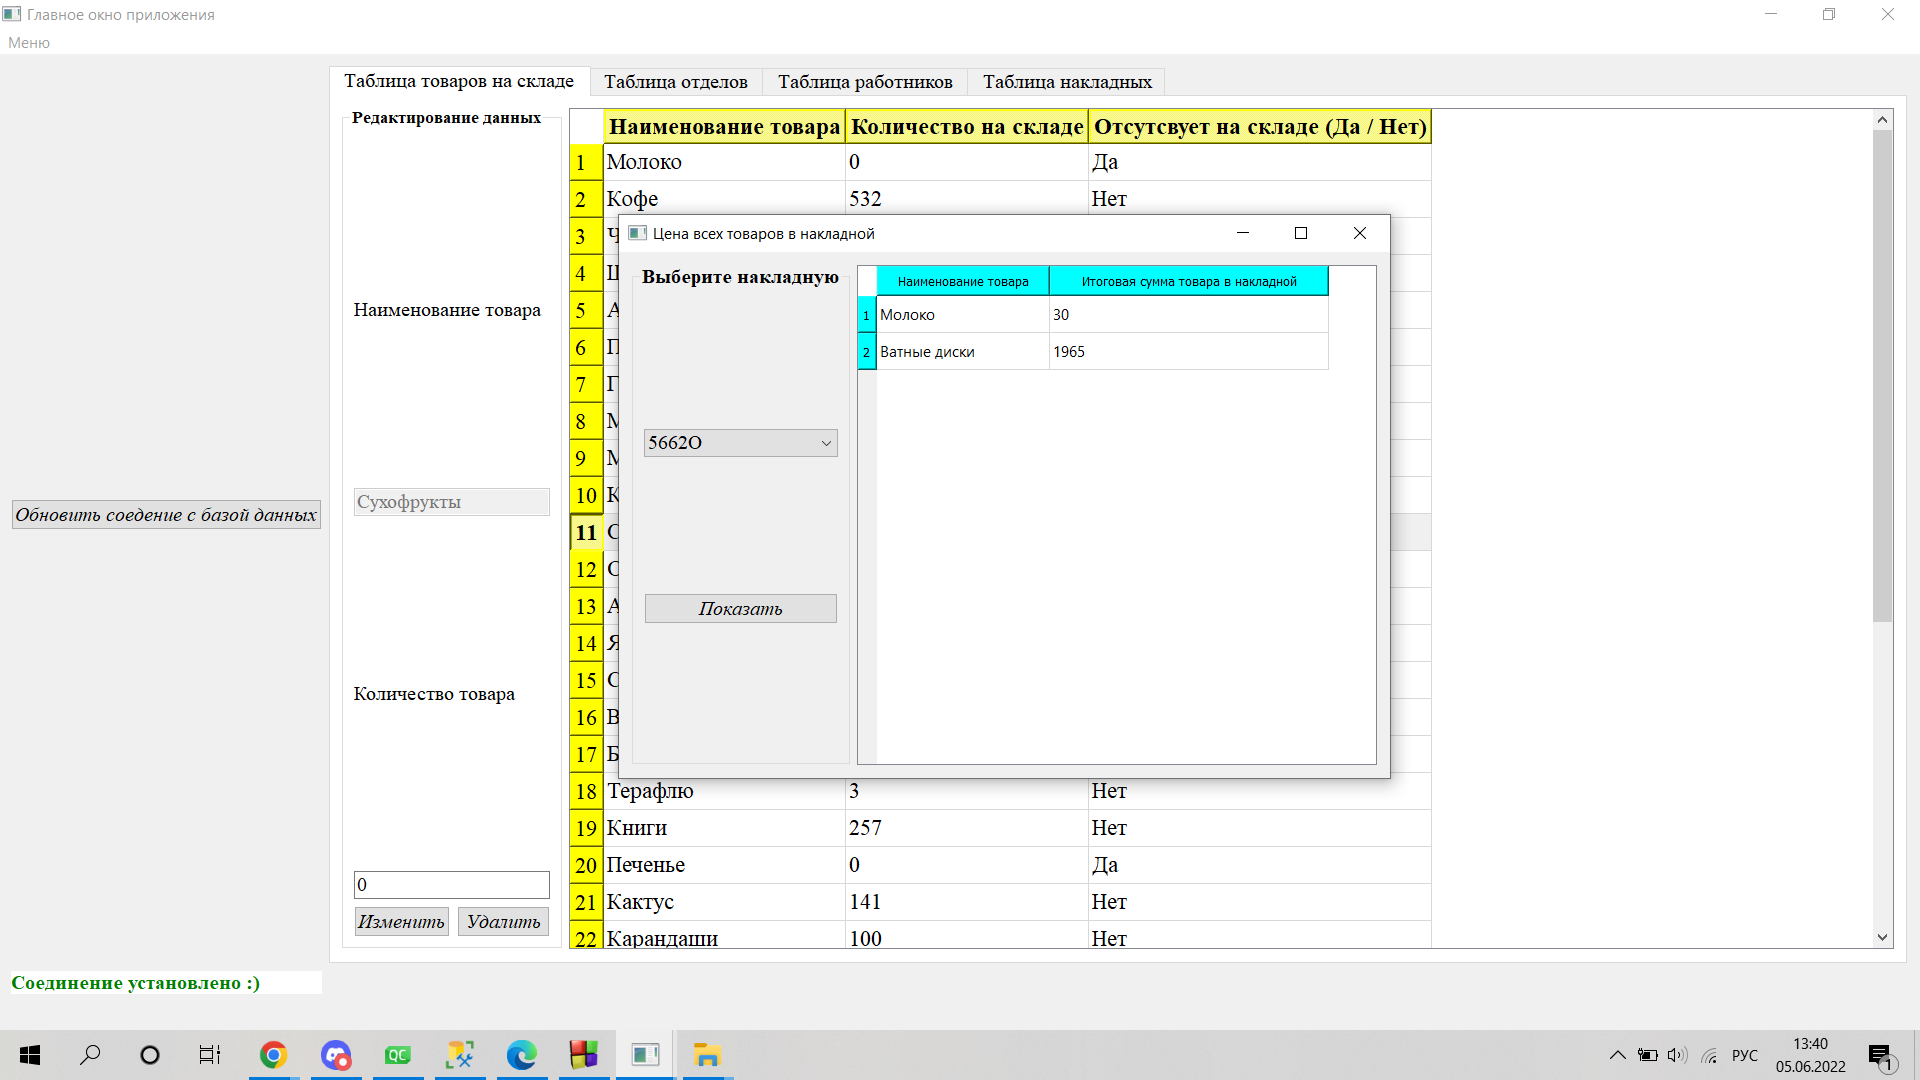 Главное окно приложения
Меню
Таблица товаров на складе
Таблица отделов
Таблица работников
Таблица накладных
Редактирование данных
Наименование товара
Сухофрукты
Количество товара
0
Изменить
Удалить
Обновить соедение с базой данных
Соединение установлено :)
Наименование товара Количество на складе Отсутсвует на складе (Да / Нет)
1 Молоко 0 Да
2 Кофе 532 Нет
3 Ч
4
5 А
6 П
7 Г
8 М
9 М
10 К
11 С
12 С
13 А
14 Я
15 С
16 В
17 Б
18 Терафлю 3 Нет
19 Книги 257 Нет
20 Печенье 0 Да
21 Кактус 141 Нет
22 Карандаши 100 Нет
Цена всех товаров в накладной
Выберите накладную
5662О
Показать
Наименование товара Итоговая сумма товара в накладной
1 Молоко 30
2 Ватные диски 1965
QC
РУС
13:40
05.06.2022
1